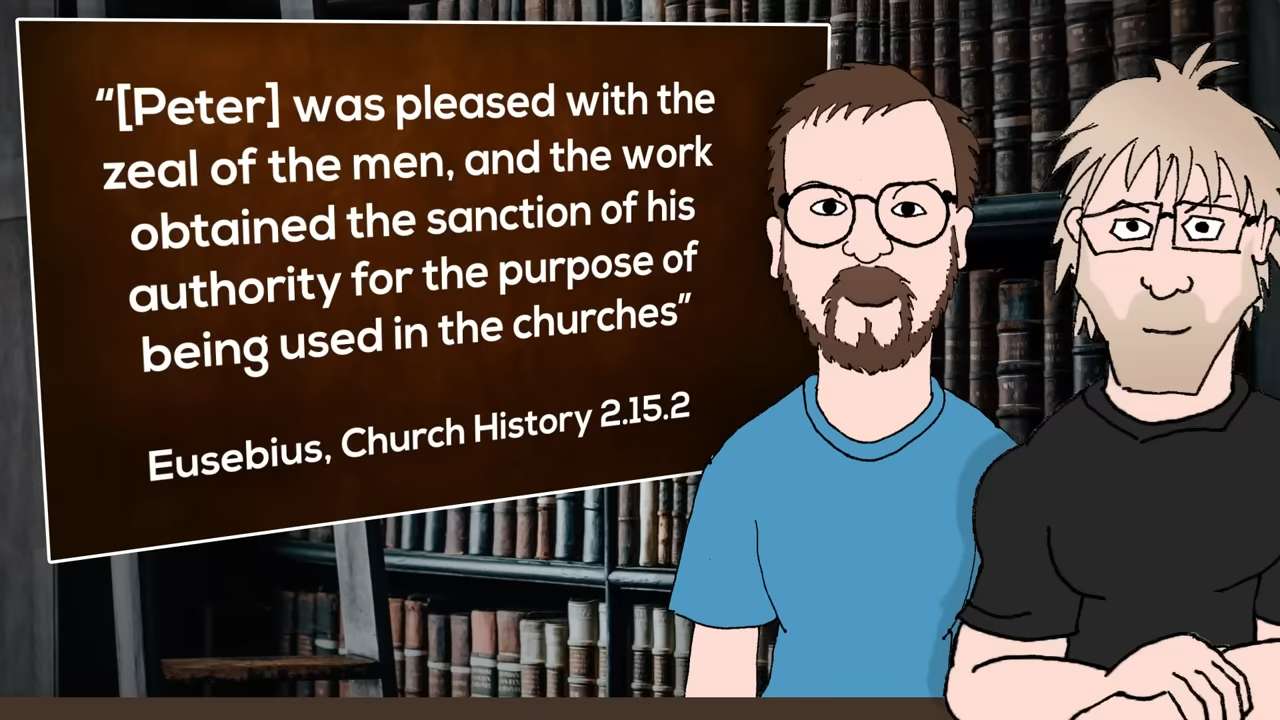 “[Peter] was pleased with the
zeal of the men, and the work
obtained the sanction of his
authority for the purpose of
being used in the churches”
Eusebius, Church History 2.15.2